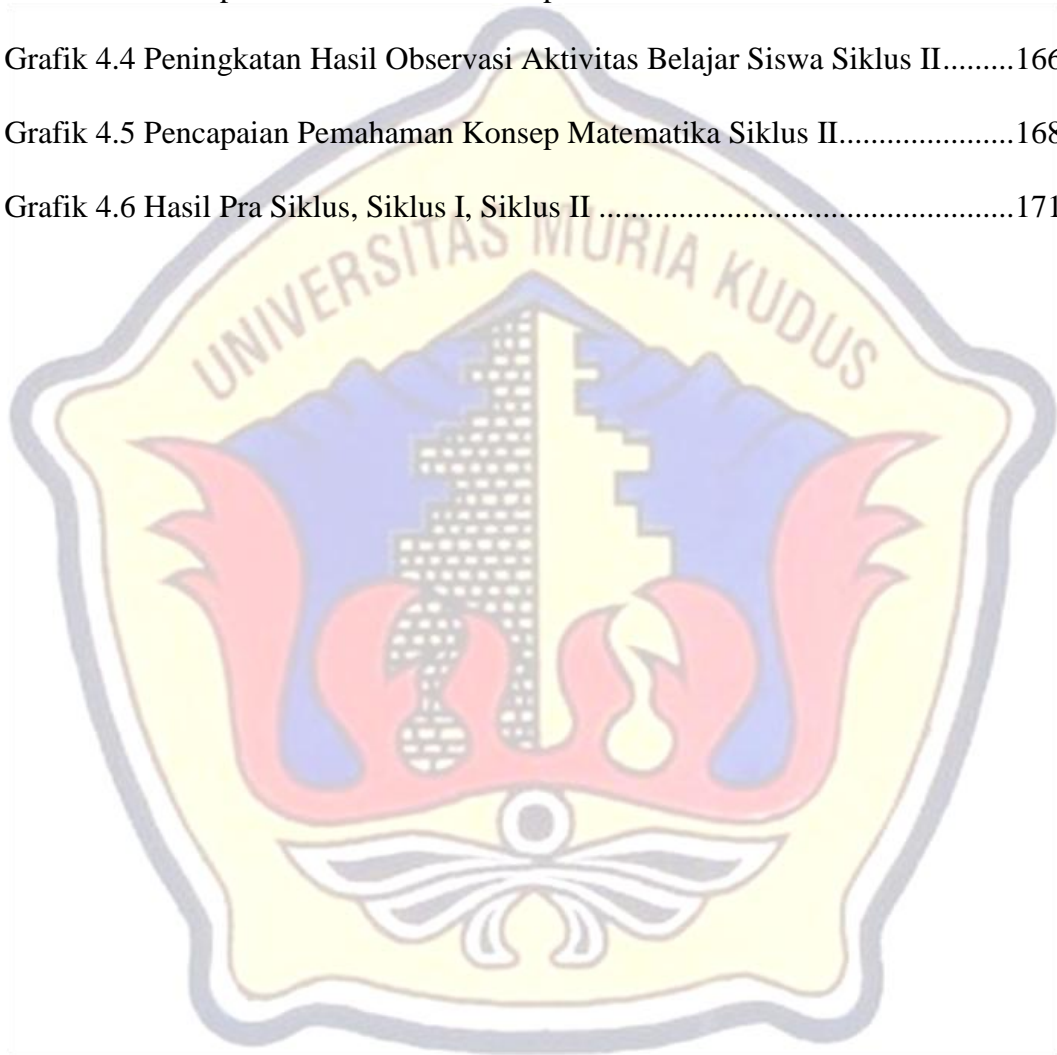 Grafik 4.4 Peningkatan Hasil Observasi Aktivitas Belajar Siswa Siklus II.........166
Grafik 4.5 Pencapaian Pemahaman Konsep Matematika Siklus II.....................168
Grafik 4.6 Hasil Pra Siklus, Siklus I, Siklus II ..................................................171
UNIVERSITAS MURIA KUDUS